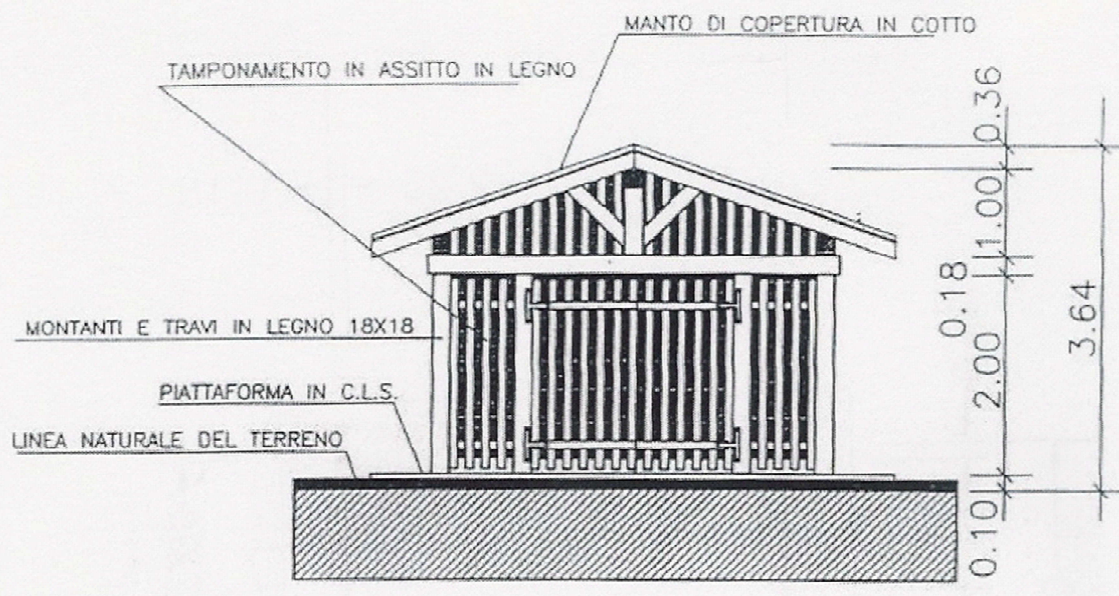 MANTO DI COPERTURA IN COTTO
TAMPONAMENTO IN ASSITTO IN LEGNO
MONTANTI E TRAVI IN LEGNO 18X18
PIATTAFORMA IN C.L.S.
LINEA NATURALE DEL TERRENO
0.36
1.00
0.18
2.00
0.10
3.64